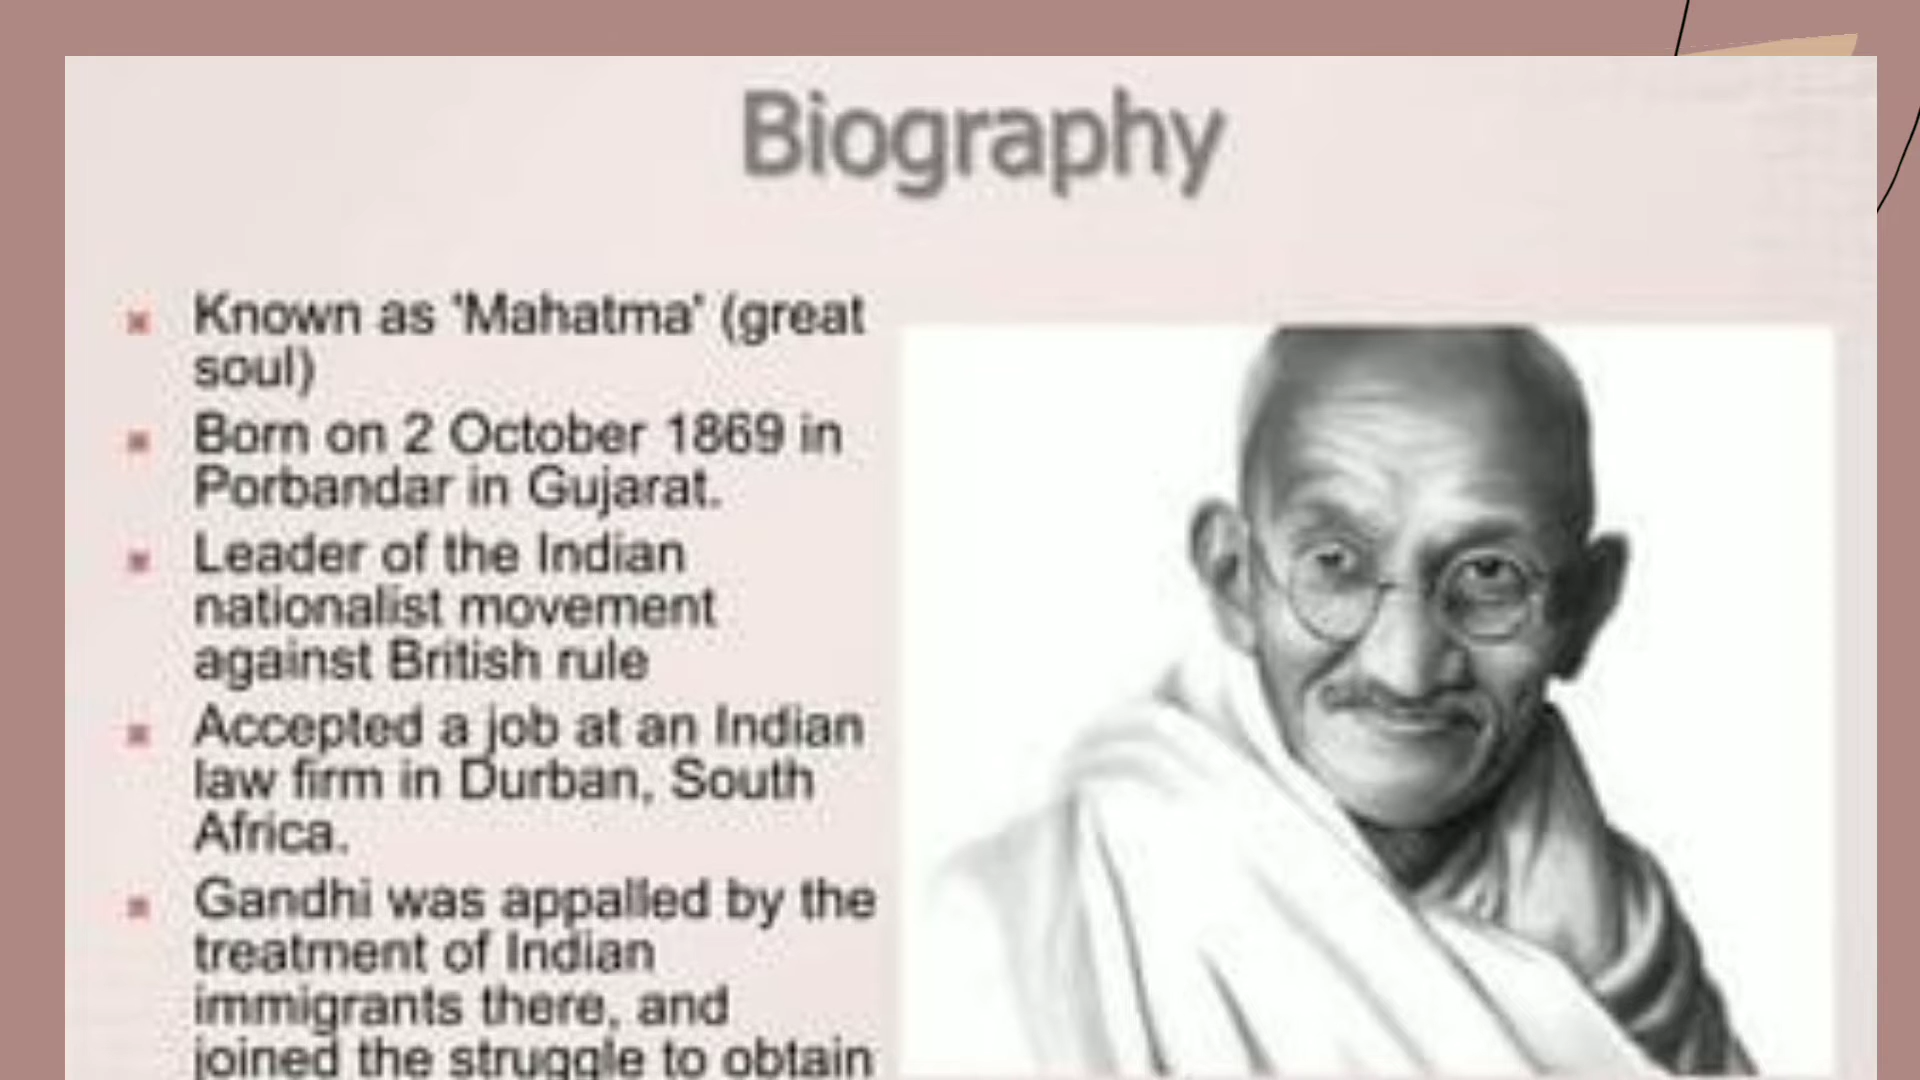 Biography
Known as 'Mahatma' (great
soul)
Born on 2 October 1869 in
Porbandar in Gujarat.
Leader of the Indian
nationalist movement
against British rule
Accepted a job at an Indian
law firm in Durban, South
Africa.
Gandhi was appalled by the
treatment of Indian
immigrants there, and
joined the struggle to obtain